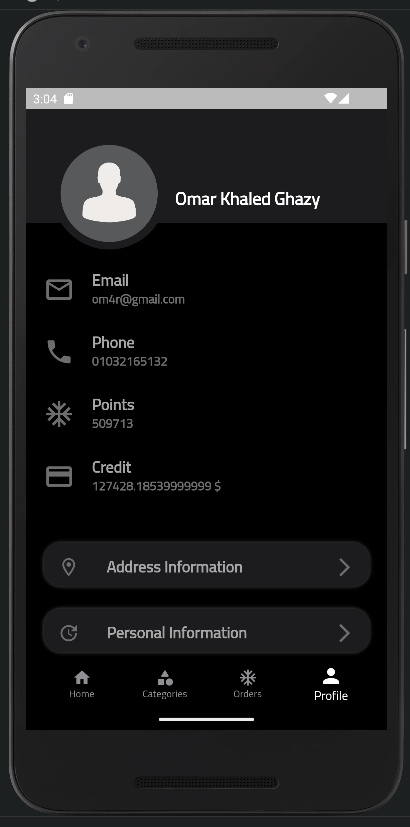 3:04
Omar Khaled Ghazy
Email
om4r@gmail.com
Phone
01032165132
Points
509713
Credit
127428.18539999999 $
Address Information
Personal Information
Home
Categories
Orders
Profile